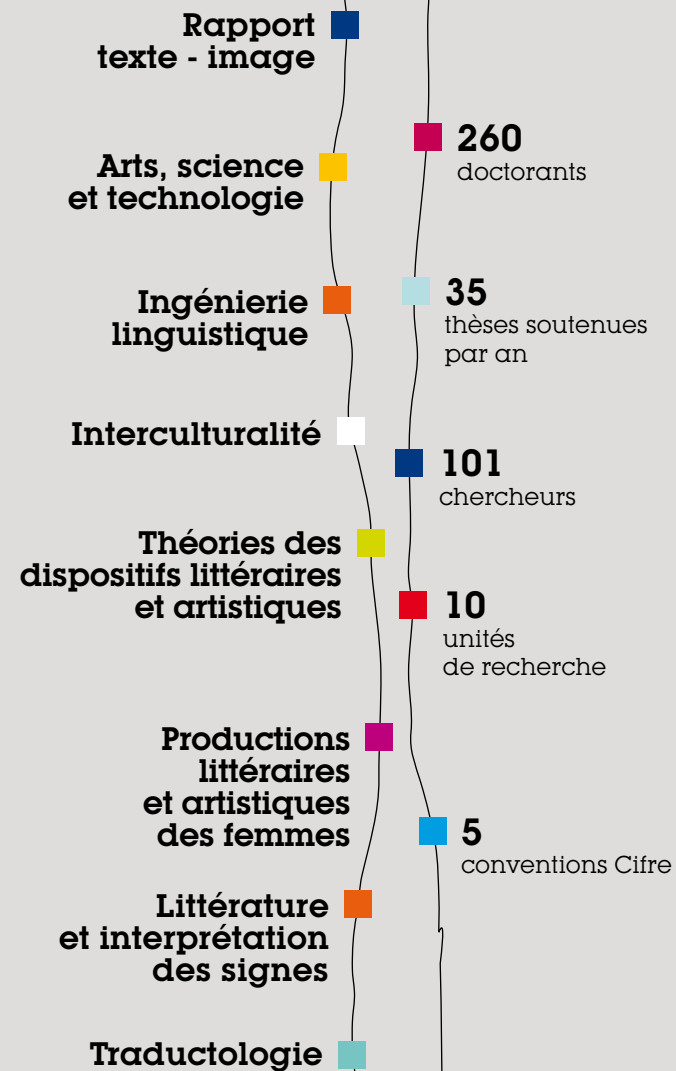 Rapport
texte - image
Arts, science
et technologie
Ingénierie
linguistique
Interculturalité
Théories des
dispositifs littéraires
et artistiques
Productions
littéraires
et artistiques
des femmes
Littérature
et interprétation
des signes
Traductologie
260
doctorants
35
thèses soutenues
par an
101
chercheurs
10
unités
de recherche
5
conventions Cifre